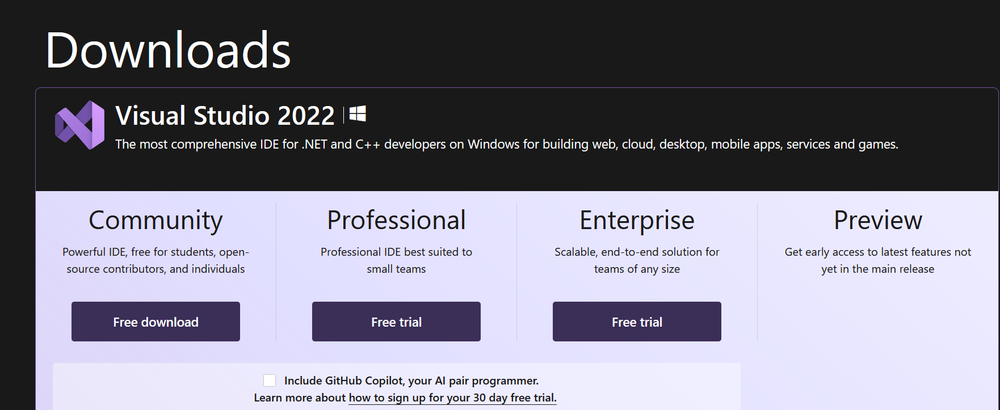 Downloads
Visual Studio 2022
The most comprehensive IDE for .NET and C++ developers on Windows for building web, cloud, desktop, mobile apps, services and games.
Community
Powerful IDE, free for students, open-
source contributors, and individuals
Free download
Professional
Professional IDE best suited to
small teams
Free trial
Enterprise
Scalable, end-to-end solution for
teams of any size
Free trial
Preview
Get early access to latest features not
yet in the main release
Include GitHub Copilot, your AI pair programmer.
Learn more about how to sign up for your 30 day free trial.